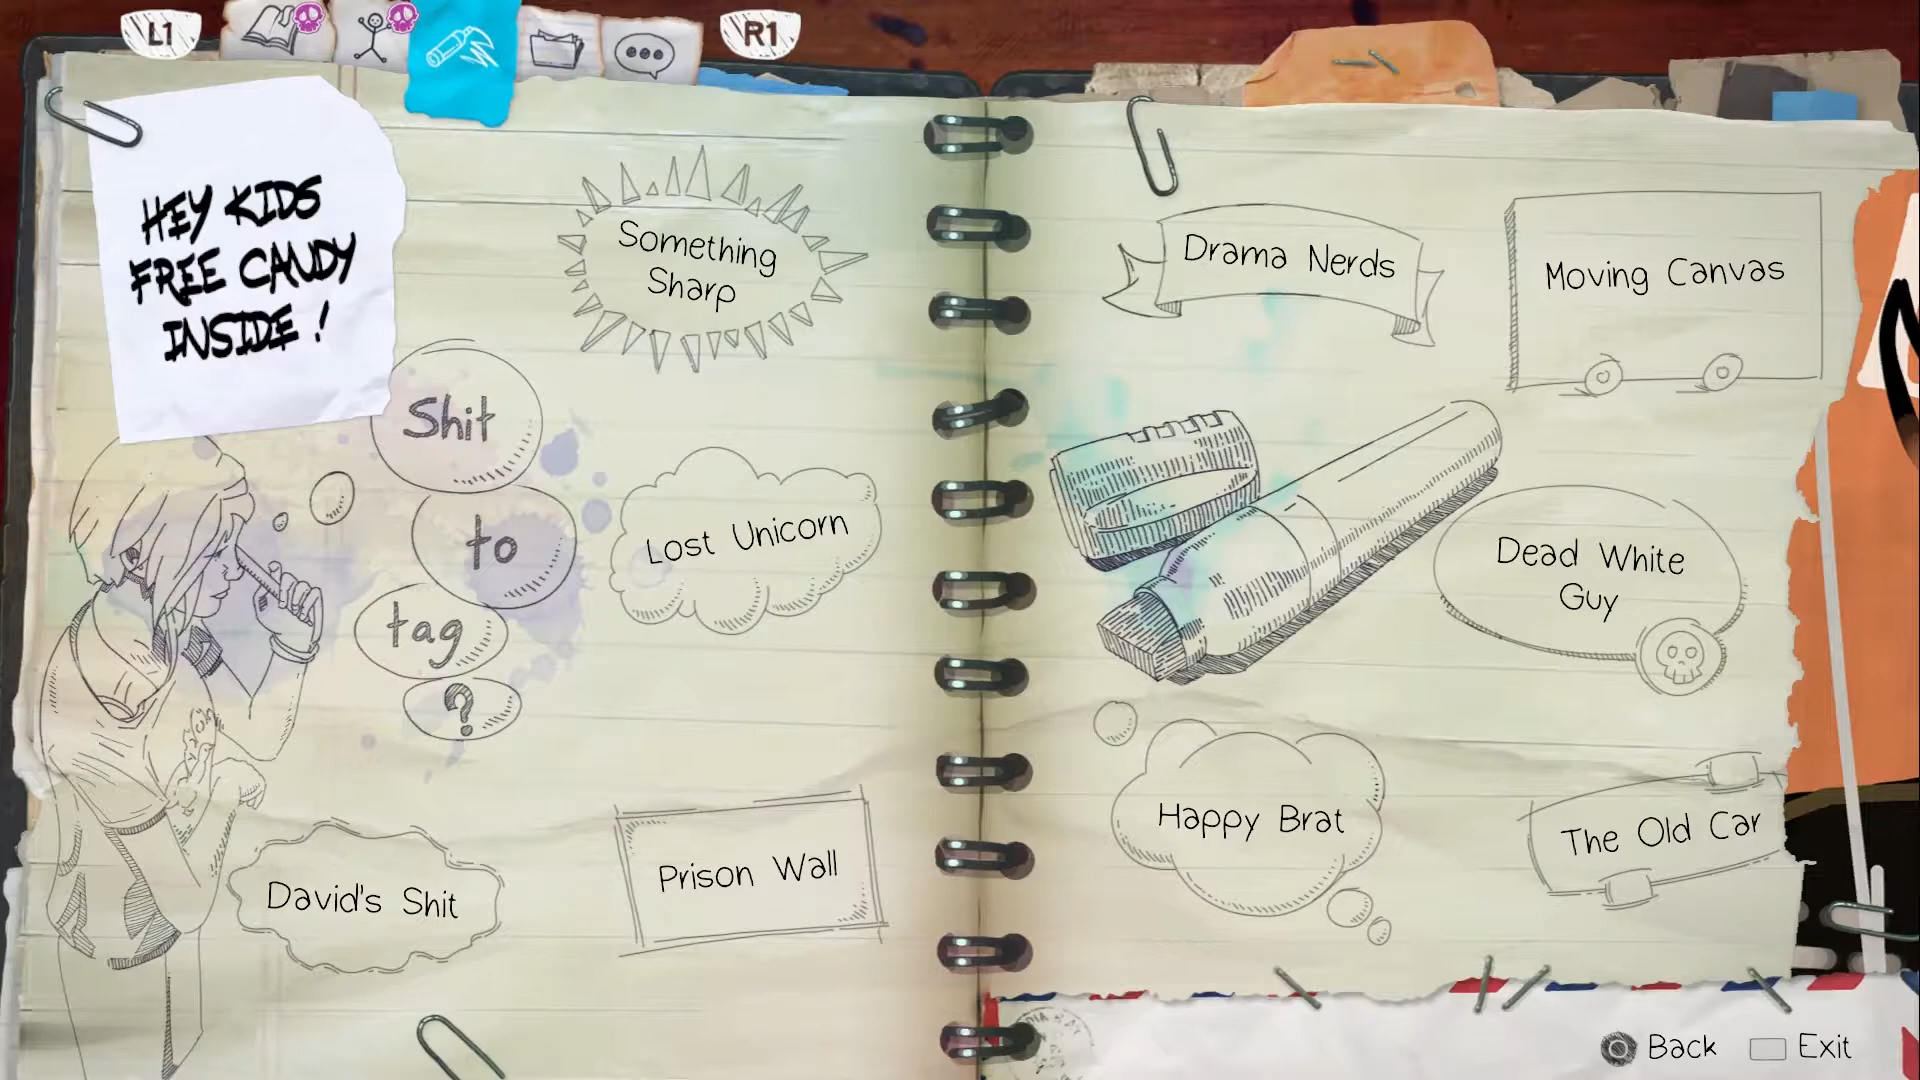 L1
R1
HEY KIDS
FREE CANDY
INSIDE !
Something
Sharp
Shit
to
tag
?
Lost Unicorn
David's Shit
Prison Wall
Drama Nerds
Moving Canvas
Dead White
Guy
Happy Brat
The Old Car
Back
Exit